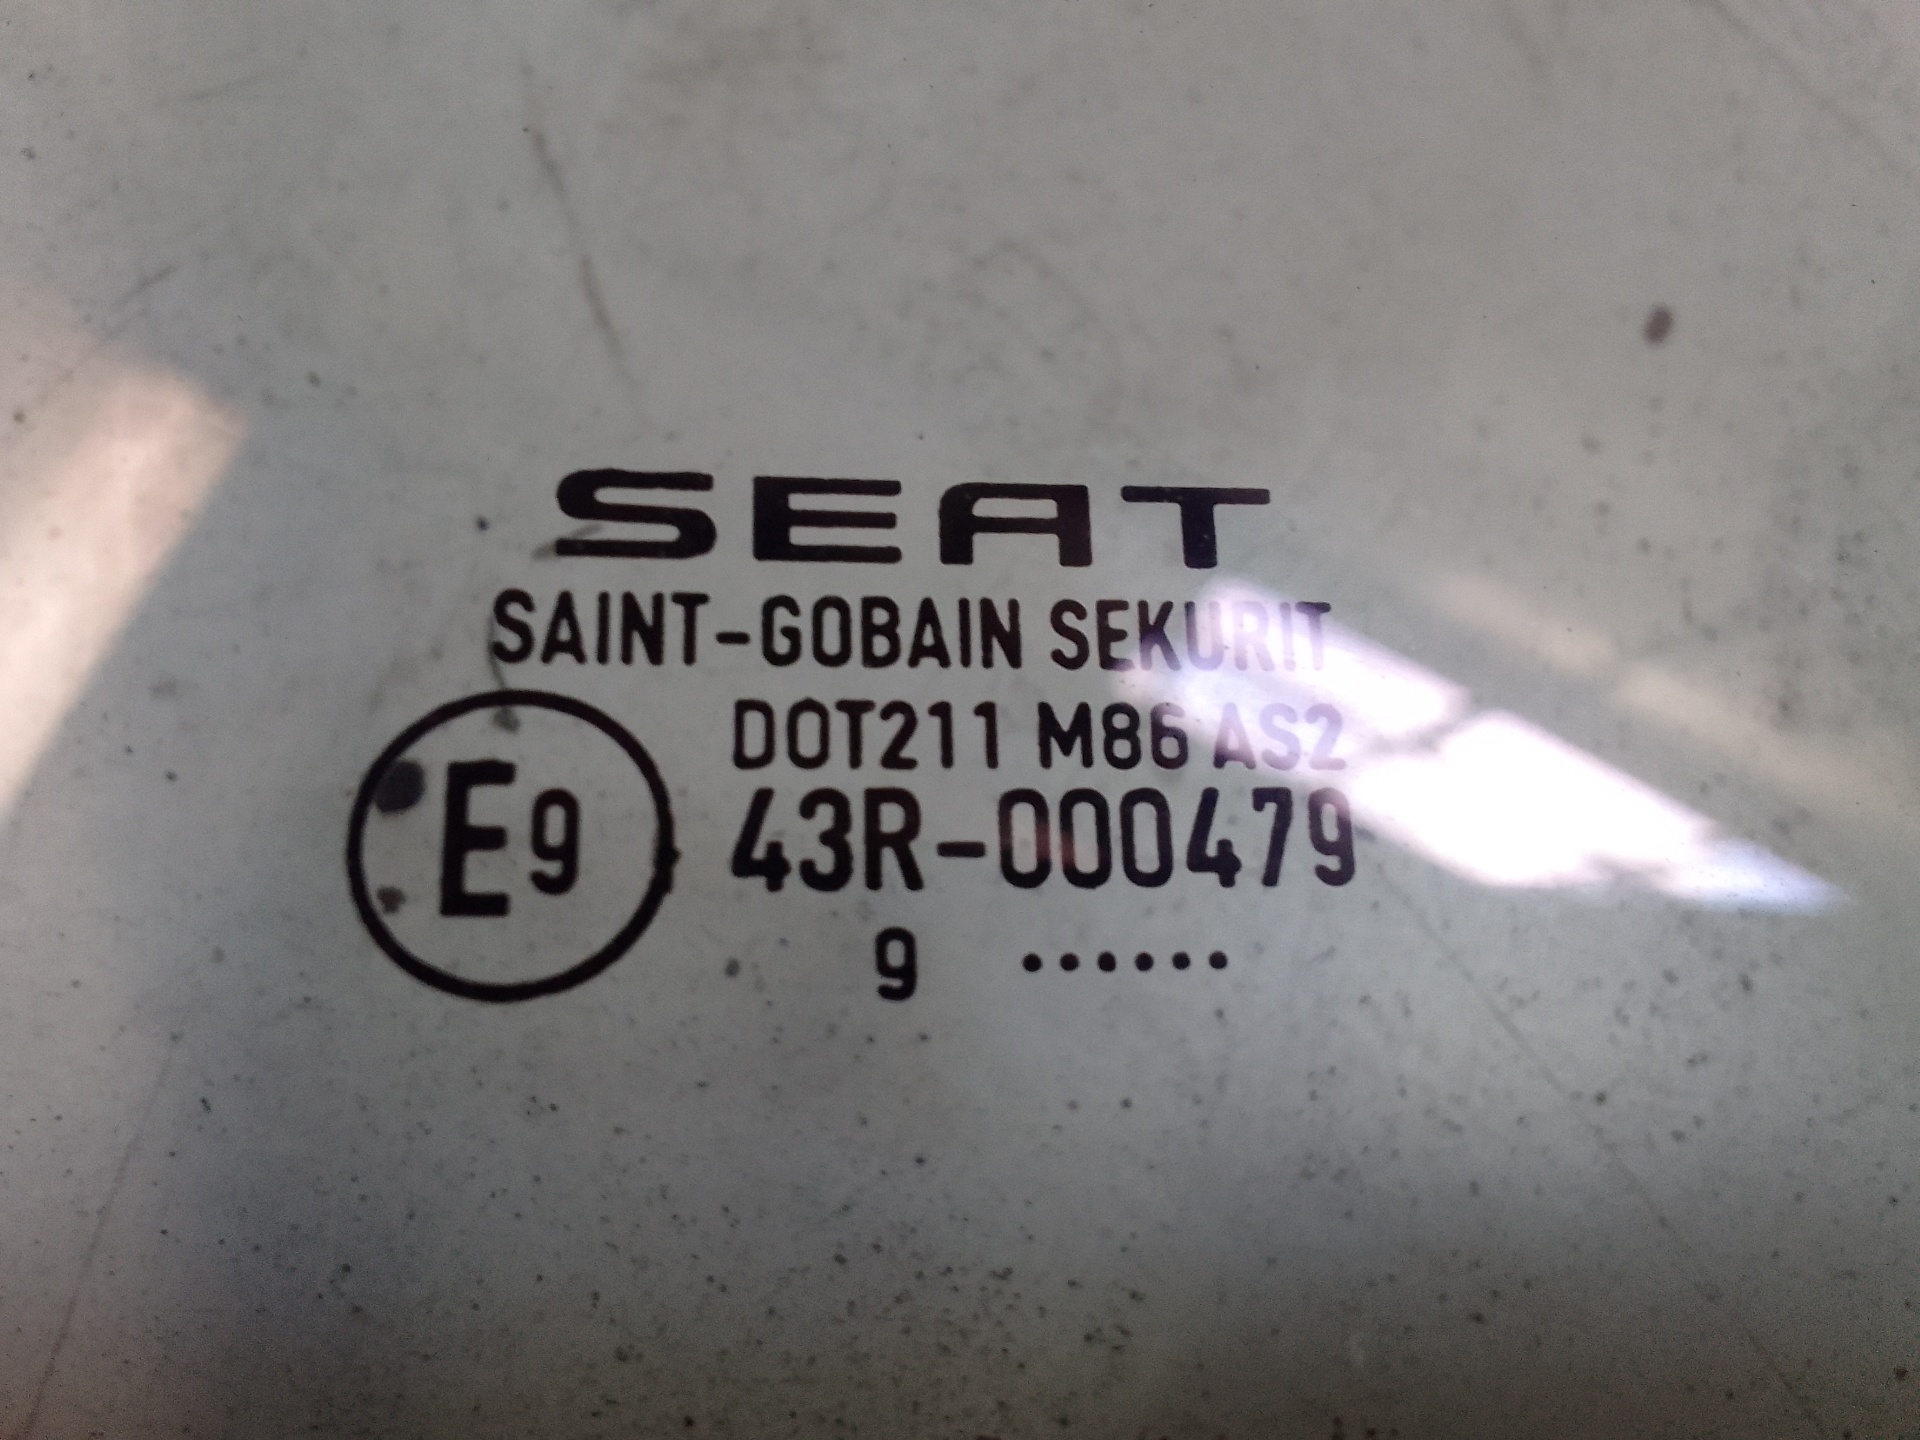 SEAT
SAINT-GOBAIN SEKURIT
DOT211 M86 AS2
E9
43R-000479
9 ......